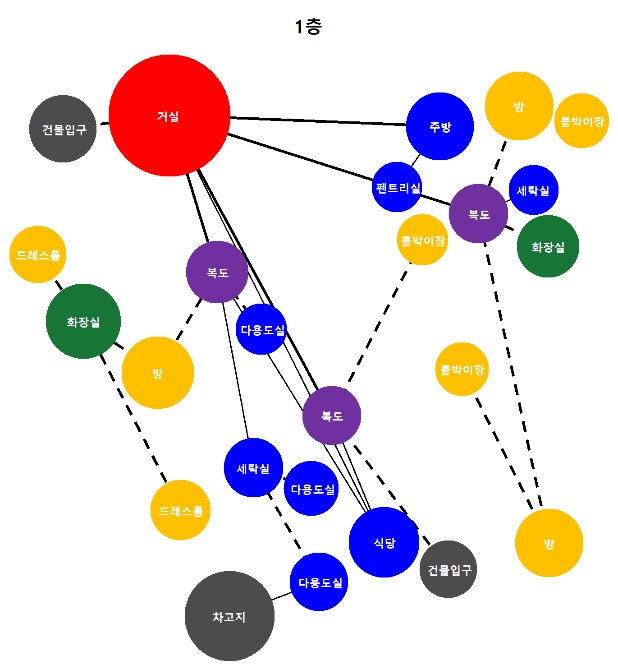 1층
거실
건물입구
주방
방
붙박이장
펜트리실
세탁실
복도
화장실
붙박이장
드레스룸
복도
화장실
다용도실
방
붙박이장
복도
세탁실
다용도실
드레스룸
식당
방
건물입구
다용도실
차고지